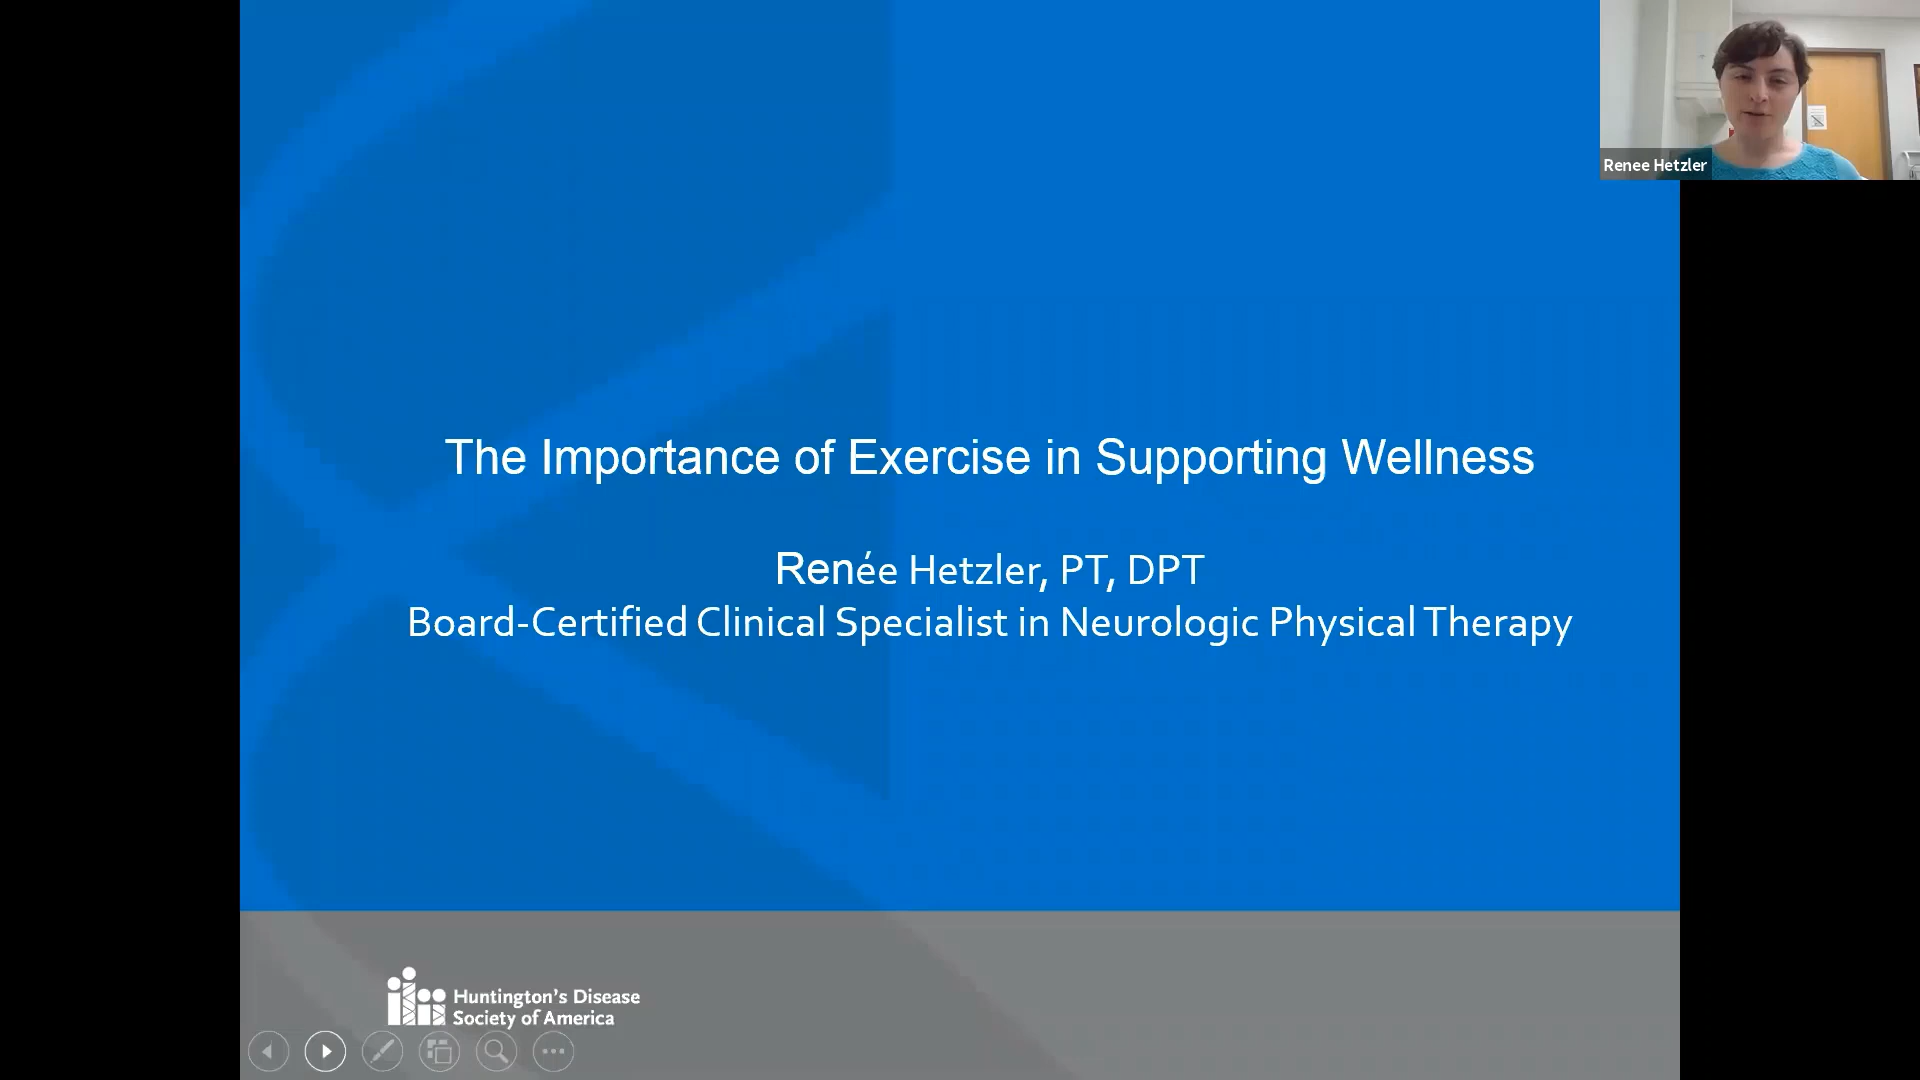 Renee Hetzler
The Importance of Exercise in Supporting Wellness
Renée Hetzler, PT, DPT
Board-Certified Clinical Specialist in Neurologic Physical Therapy
Huntington's Disease
Society of America